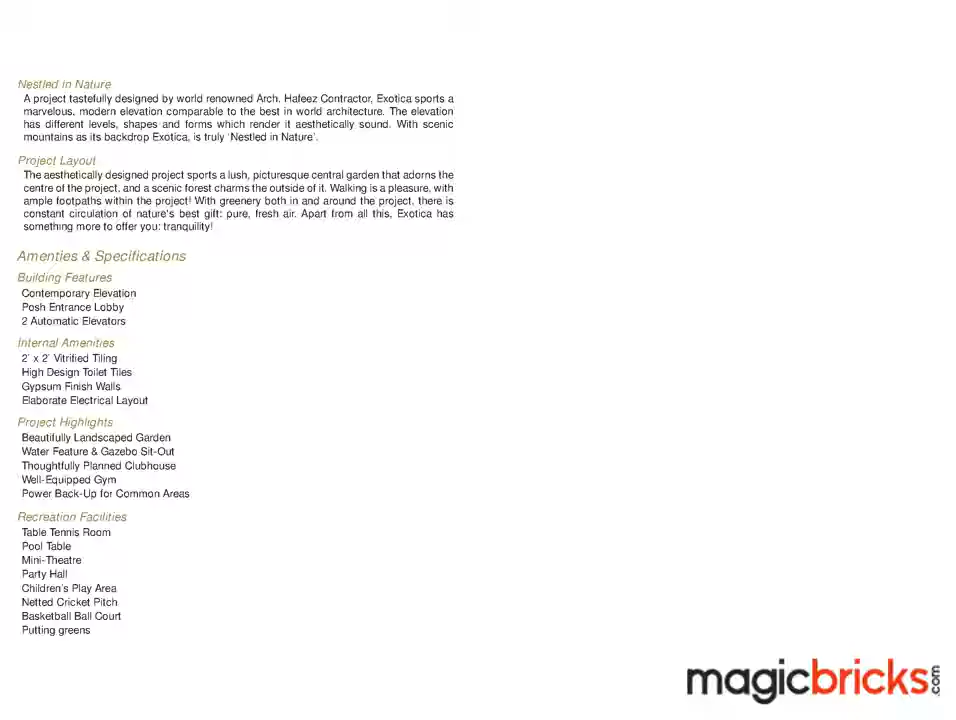 Nestled in Nature
A project tastefully designed by world renowned Arch. Hafeez Contractor, Exotica sports a
marvelous, modern elevation comparable to the best in world architecture. The elevation
has different levels, shapes and forms which render it aesthetically sound. With scenic
mountains as its backdrop Exotica, is truly ‘Nestled in Nature’.
Project Layout
The aesthetically designed project sports a lush, picturesque central garden that adorns the
centre of the project, and a scenic forest charms the outside of it. Walking is a pleasure, with
ample footpaths within the project! With greenery both in and around the project, there is
constant circulation of nature's best gift: pure, fresh air. Apart from all this, Exotica has
something more to offer you: tranquility!
Amenties & Specifications
Building Features
Contemporary Elevation
Posh Entrance Lobby
2 Automatic Elevators
Internal Amenities
2’ x 2’ Vitrified Tiling
High Design Toilet Tiles
Gypsum Finish Walls
Elaborate Electrical Layout
Project Highlights
Beautifully Landscaped Garden
Water Feature & Gazebo Sit-Out
Thoughtfully Planned Clubhouse
Well-Equipped Gym
Power Back-Up for Common Areas
Recreation Facilities
Table Tennis Room
Pool Table
Mini-Theatre
Party Hall
Children’s Play Area
Netted Cricket Pitch
Basketball Ball Court
Putting greens
magicbricks.com